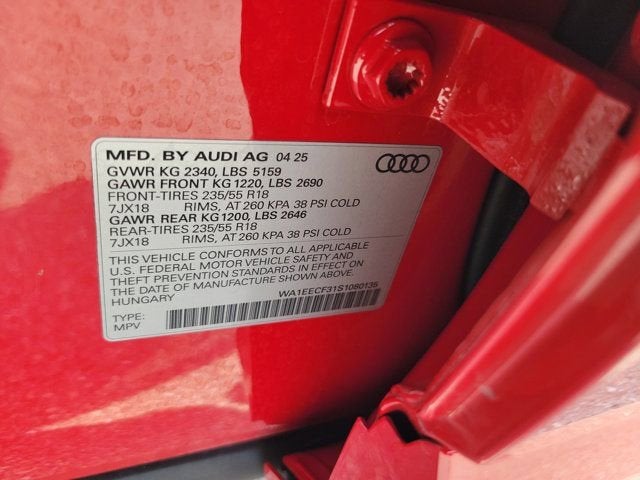 MFD. BY AUDI AG 04 25
GVWR KG 2340, LBS 5159
GAWR FRONT KG 1220, LBS 2690
FRONT-TIRES 235/55 R18
7JX18 RIMS, AT 260 KPA 38 PSI COLD
GAWR REAR KG 1200, LBS 2646
REAR-TIRES 235/55 R18
7JX18 RIMS, AT 260 KPA 38 PSI COLD
THIS VEHICLE CONFORMS TO ALL APPLICABLE
U.S. FEDERAL MOTOR VEHICLE SAFETY AND
THEFT PREVENTION STANDARDS IN EFFECT ON
THE DATE OF MANUFACTURE SHOWN ABOVE.
HUNGARY
WA1EECF31S1080135
TYPE:
MPV